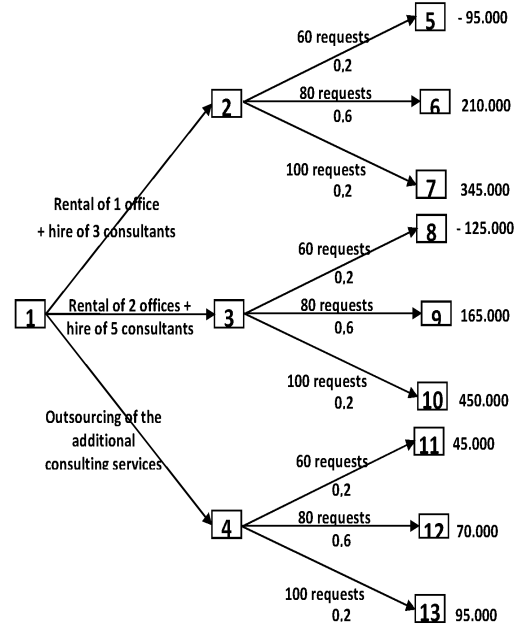 5 - 95.000
60 requests
0,2
80 requests
0,6
2
6 210.000
100 requests
0,2
7 345.000
Rental of 1 office
+ hire of 3 consultants
8 - 125.000
60 requests
0,2
1
Rental of 2 offices +
hire of 5 consultants
3
80 requests
0,6
9 165.000
100 requests
0,2
10 450.000
Outsourcing of the
additional
consulting services
11 45.000
60 requests
0,2
4
80 requests
0,6
12 70.000
100 requests
0,2
13 95.000